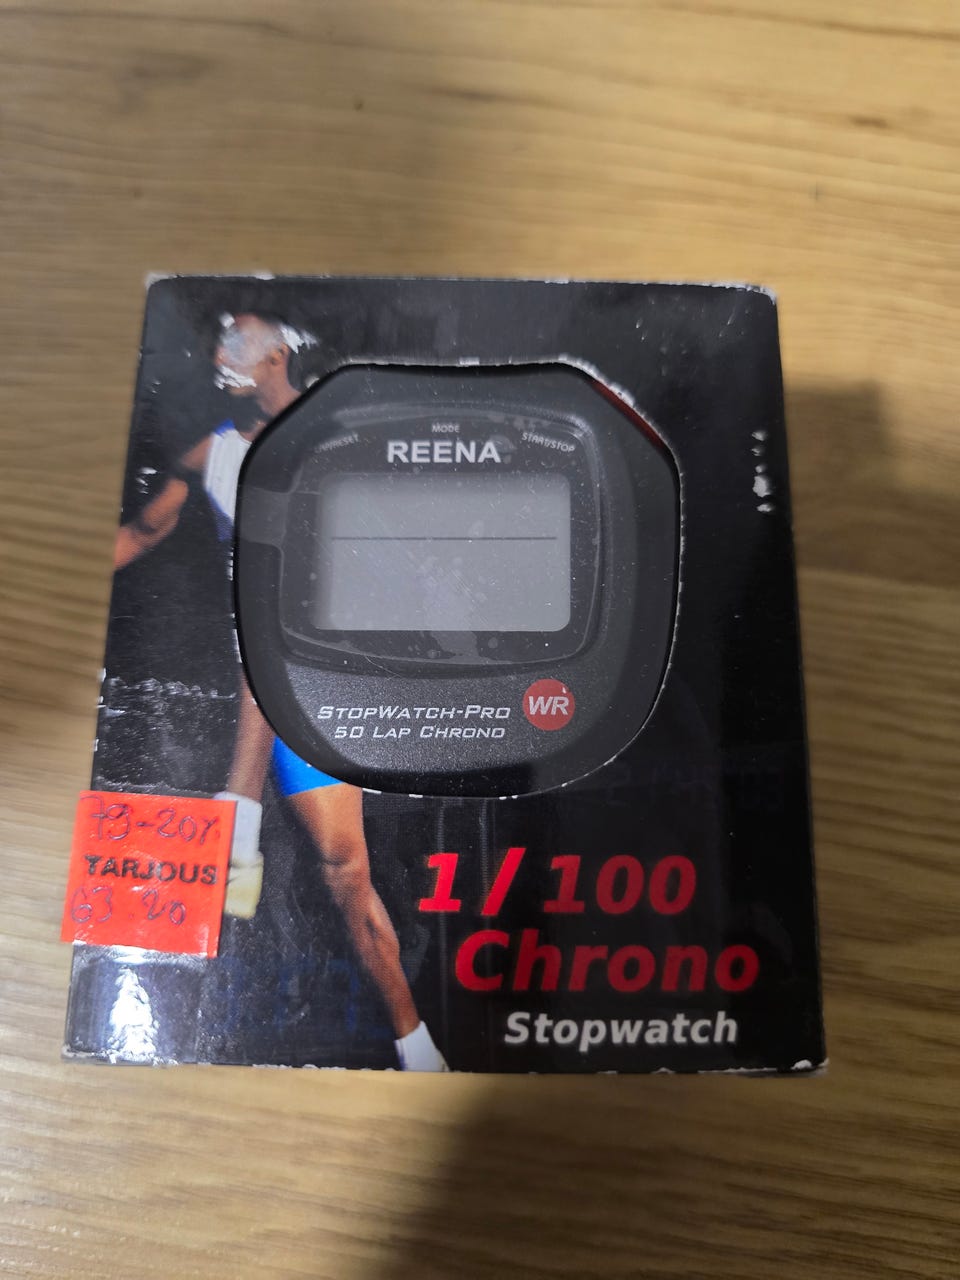 LAP/RESET
MODE
START/STOP
REENA
STOPWATCH-PRO
50 LAP CHRONO
WR
79-20%
TARJOUS
63.20
1/100
Chrono
Stopwatch